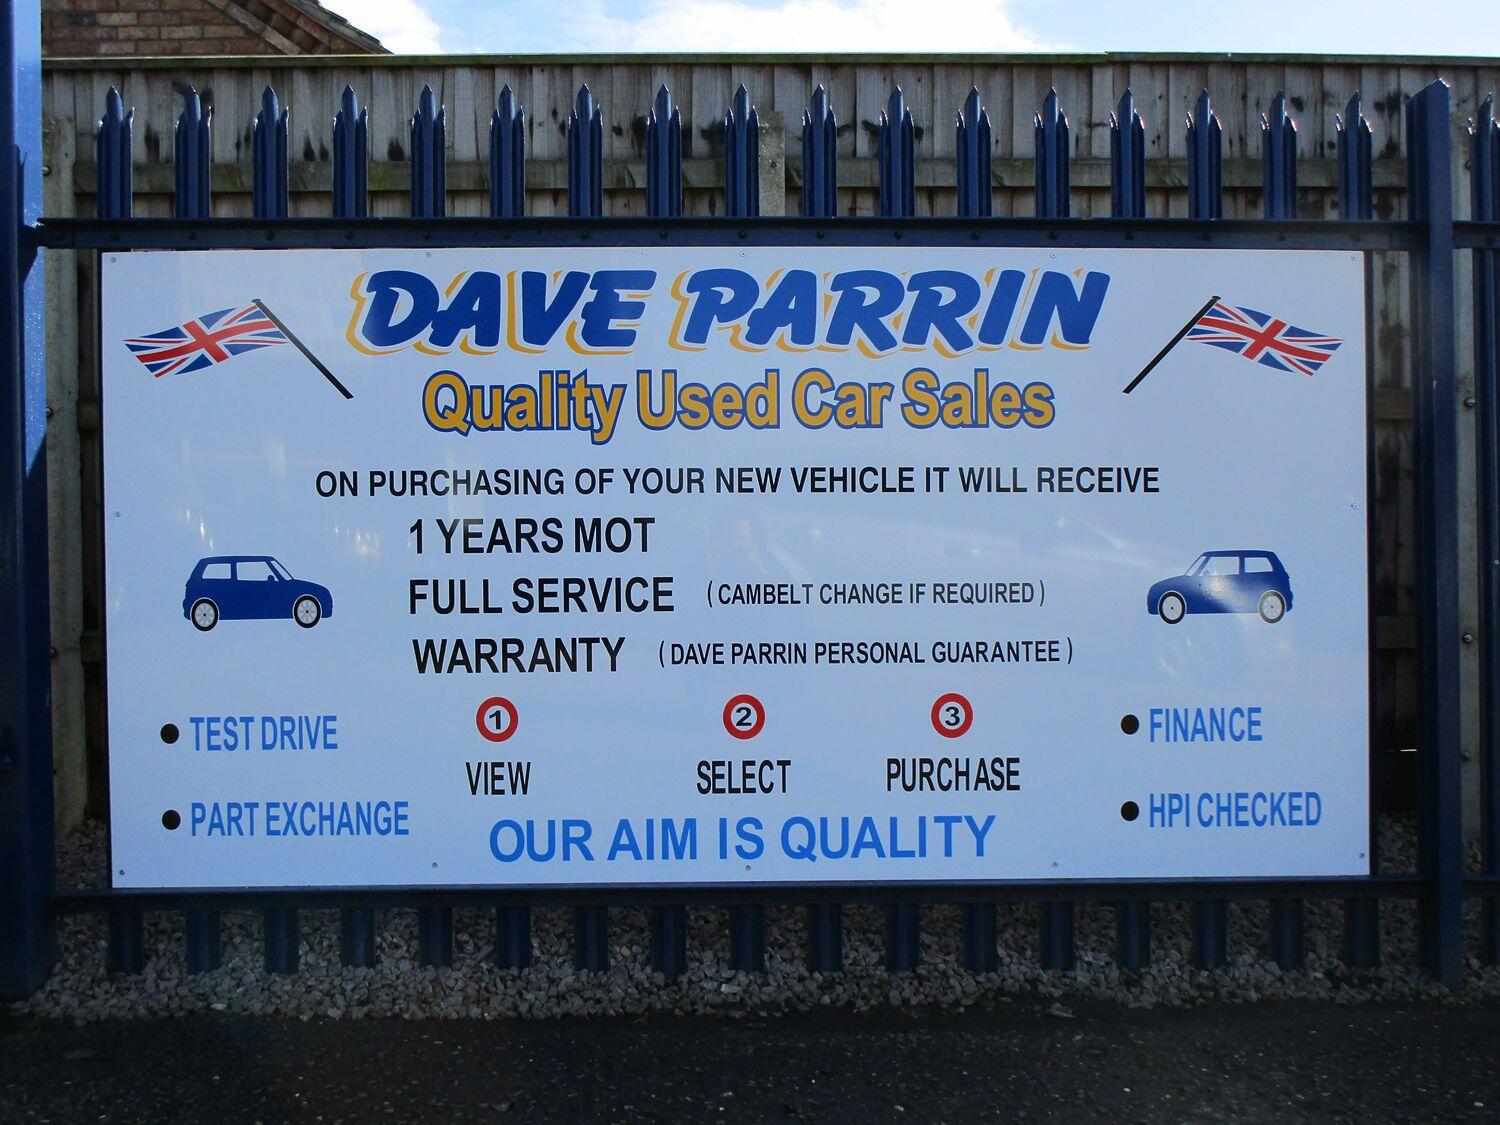 DAVE PARRIN
Quality Used Car Sales
ON PURCHASING OF YOUR NEW VEHICLE IT WILL RECEIVE
1 YEARS MOT
FULL SERVICE (CAMBELT CHANGE IF REQUIRED)
WARRANTY (DAVE PARRIN PERSONAL GUARANTEE)
• TEST DRIVE
• PART EXCHANGE
1 2 3
VIEW SELECT PURCHASE
• FINANCE
• HPI CHECKED
OUR AIM IS QUALITY